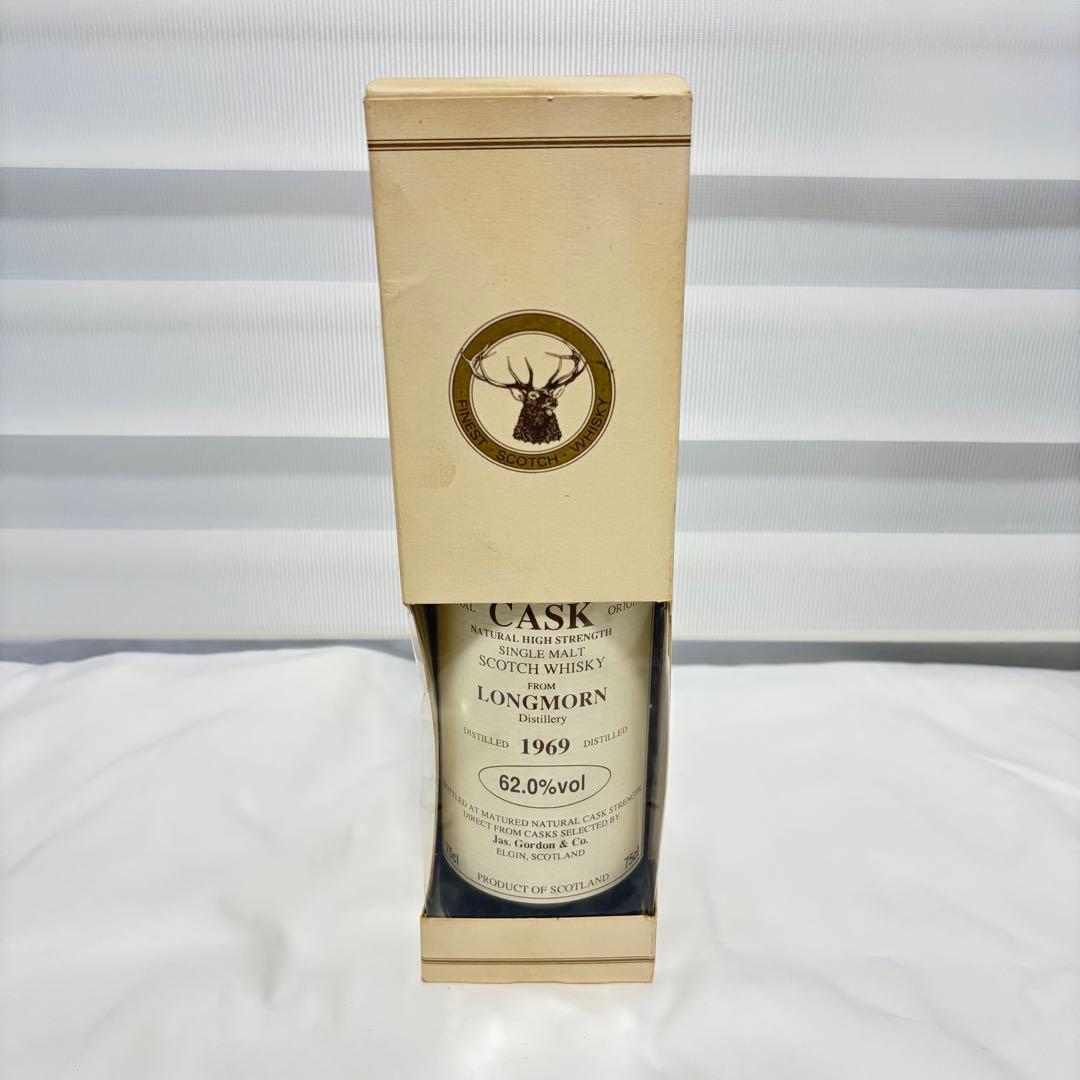 · FINEST · SCOTCH · WHISKY ·
CASK
NATURAL HIGH STRENGTH
SINGLE MALT
SCOTCH WHISKY
FROM
LONGMORN
Distillery
DISTILLED 1969 DISTILLED
62.0%vol
AT MATURED NATURAL CASK STRENGTH
DIRECT FROM CASKS SELECTED BY
Jas. Gordon & Co.
ELGIN, SCOTLAND
75cl 75cl
PRODUCT OF SCOTLAND